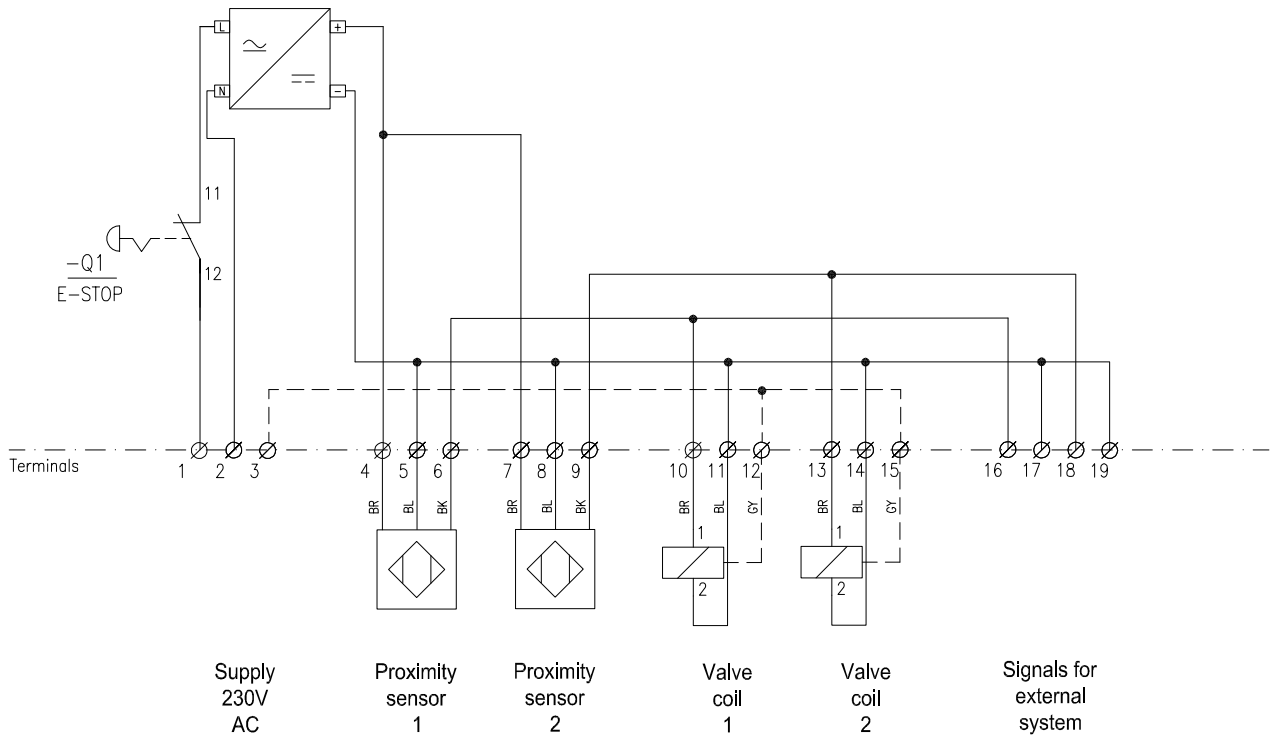 L
+
N
-
11
-Q1
12
E-STOP
Terminals
1 2 3 4 5 6 7 8 9 10 11 12 13 14 15 16 17 18 19
BR BL BK BR BL BK BR BL GY BR BL GY
1 1
2 2
Supply Proximity Proximity Valve Valve Signals for
230V sensor sensor coil coil external
AC 1 2 1 2 system